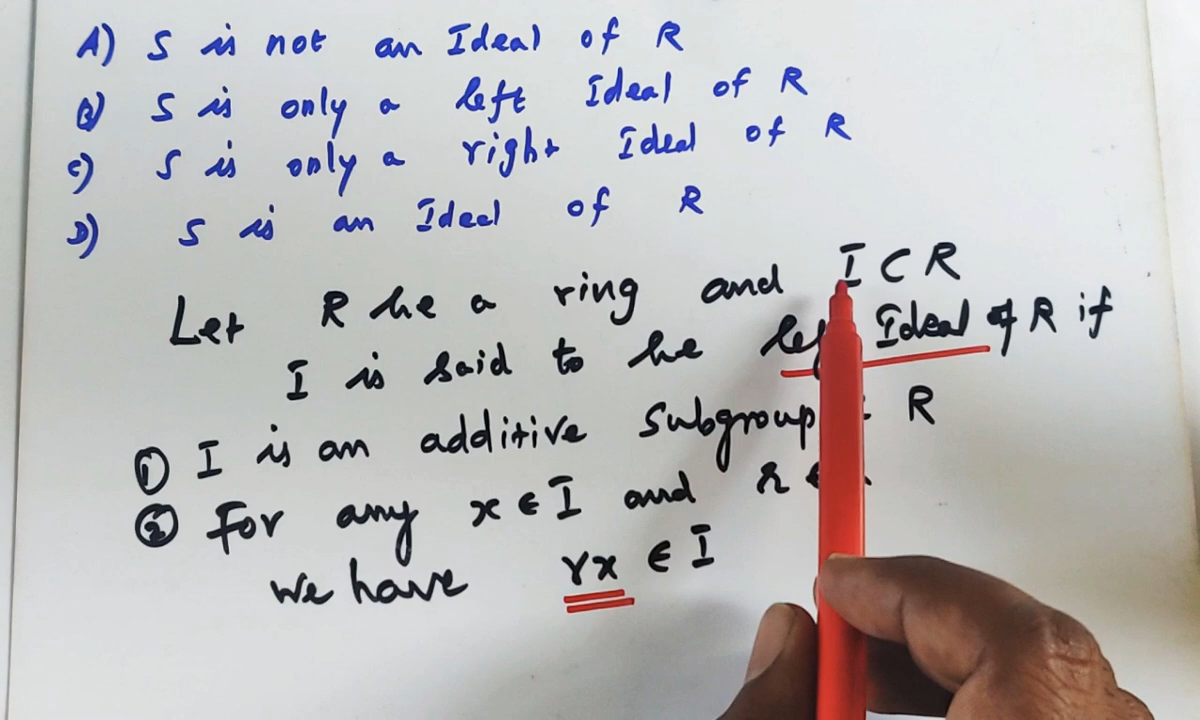 A) S is not an Ideal of R
B) S is only a left Ideal of R
C) S is only a right Ideal of R
D) S is an Ideal of R
Let R be a ring and I ⊂ R
I is said to be Ideal of R if
① I is an additive Subgroup R
② For any x ∈ I and r ∈
we have rx ∈ I